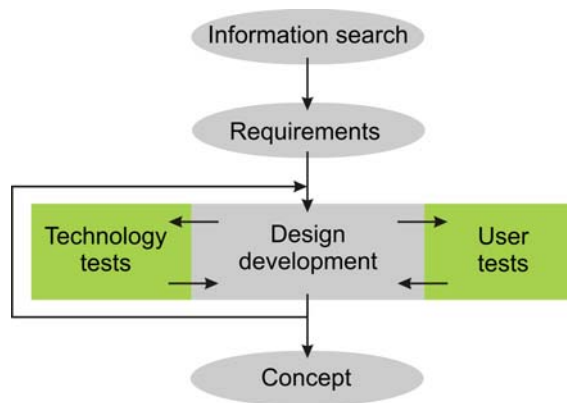 Information search
Requirements
Technology
tests
Design
development
User
tests
Concept